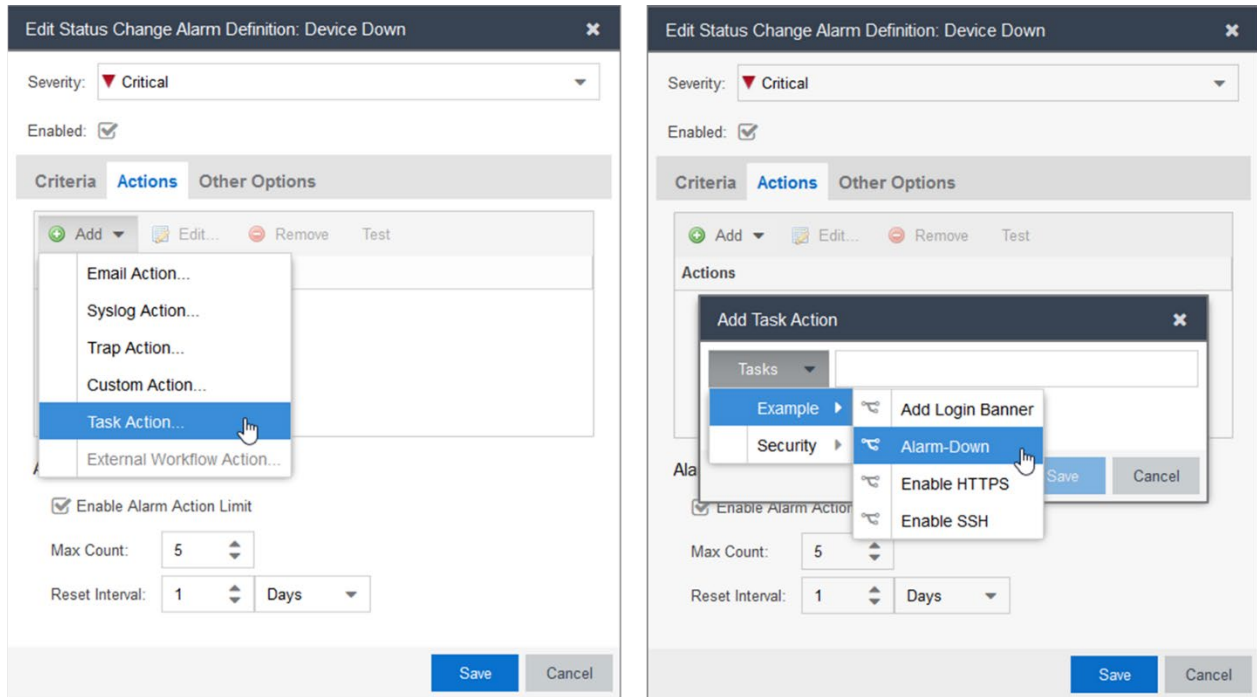 Edit Status Change Alarm Definition: Device Down
Severity: Critical
Enabled:
Criteria Actions Other Options
Add Edit... Remove Test
Email Action...
Syslog Action...
Trap Action...
Custom Action...
Task Action...
External Workflow Action...
Enable Alarm Action Limit
Max Count: 5
Reset Interval: 1 Days
Save Cancel
Edit Status Change Alarm Definition: Device Down
Severity: Critical
Enabled:
Criteria Actions Other Options
Add Edit... Remove Test
Actions
Add Task Action
Tasks
Example Add Login Banner
Security Alarm-Down
Enable HTTPS
Enable SSH
Save Cancel
Ala
Enable Alarm Action
Max Count: 5
Reset Interval: 1 Days
Save Cancel